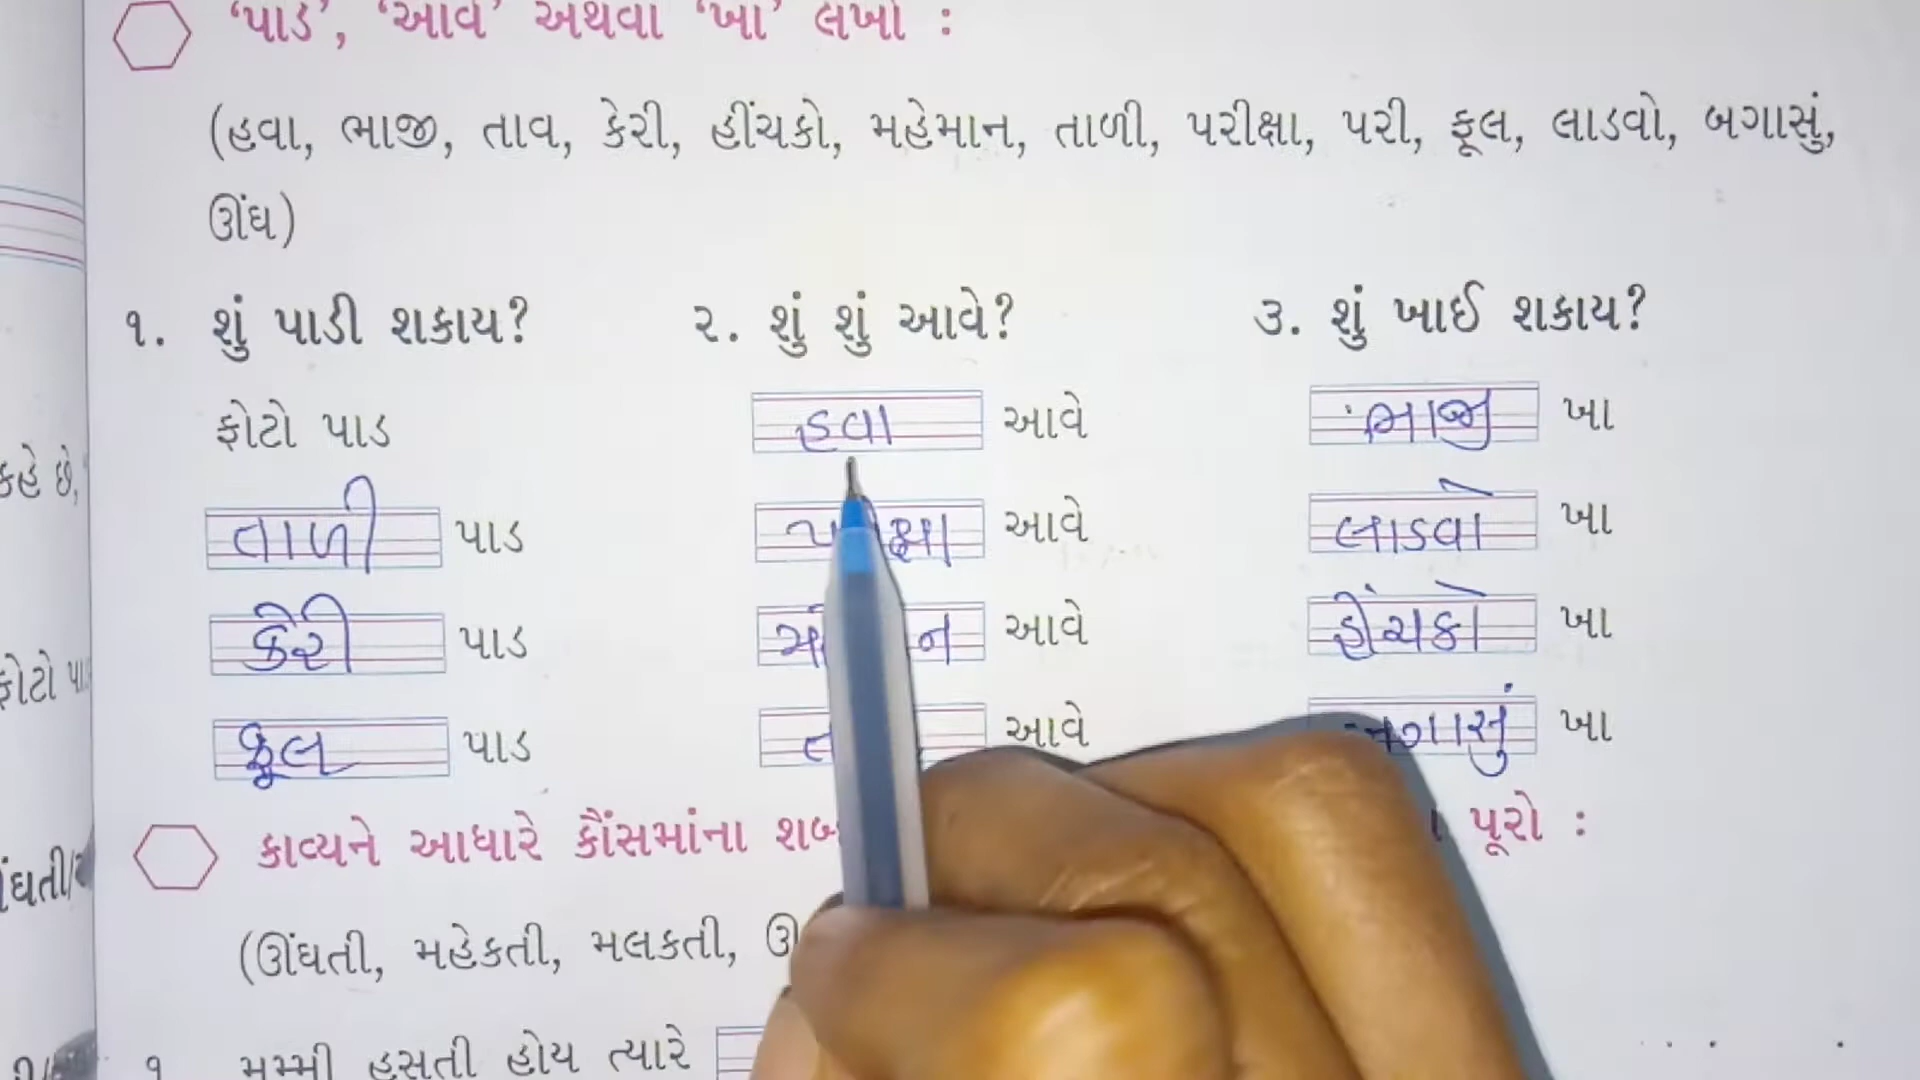 ‘પાડ’, ‘આવે’ અથવા ‘ખા’ લખો :
(હવા, ભાજી, તાવ, કેરી, હીંચકો, મહેમાન, તાળી, પરીક્ષા, પરી, ફૂલ, લાડવો, બગાસું,
ઊંઘ)
૧. શું પાડી શકાય? ૨. શું શું આવે? ૩. શું ખાઈ શકાય?
ફોટો પાડ હવા આવે ભાજી ખા
કહે છે,
તાળી પાડ આવે લાડવો ખા
કેરી પાડ આવે હીંચકો ખા
ફોટો
ફૂલ પાડ આવે ખા
કાવ્યને આધારે કૌંસમાંના પૂરો :
(ઊંઘતી, મહેકતી, મલકતી,
૧ મમ્મી હસતી હોય ત્યારે